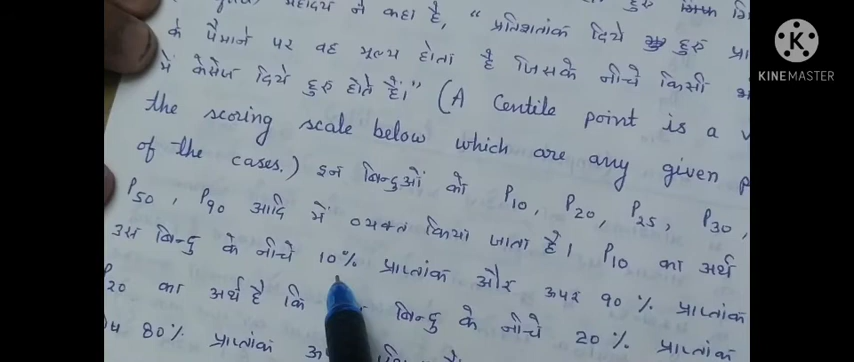 महोदय ने कहा है, " प्रतिशतांक दिये हुए
के पैमाने पर वह मूल्य होता है जिसके नीचे किसी
में केसेज दिये हुए होते हैं।" (A Centile point is a
the scoring scale below which are any given
of the cases.) इन बिन्दुओं को P10, P20, P25, P30,
P50, P90 आदि में व्यक्त किया जाता है। P10 का अर्थ
उस बिन्दु के नीचे 10% प्राप्तांक और ऊपर 90% प्राप्तांक
P20 का अर्थ है कि बिन्दु के नीचे 20% प्राप्तांक
80% प्राप्तांक
KINEMASTER